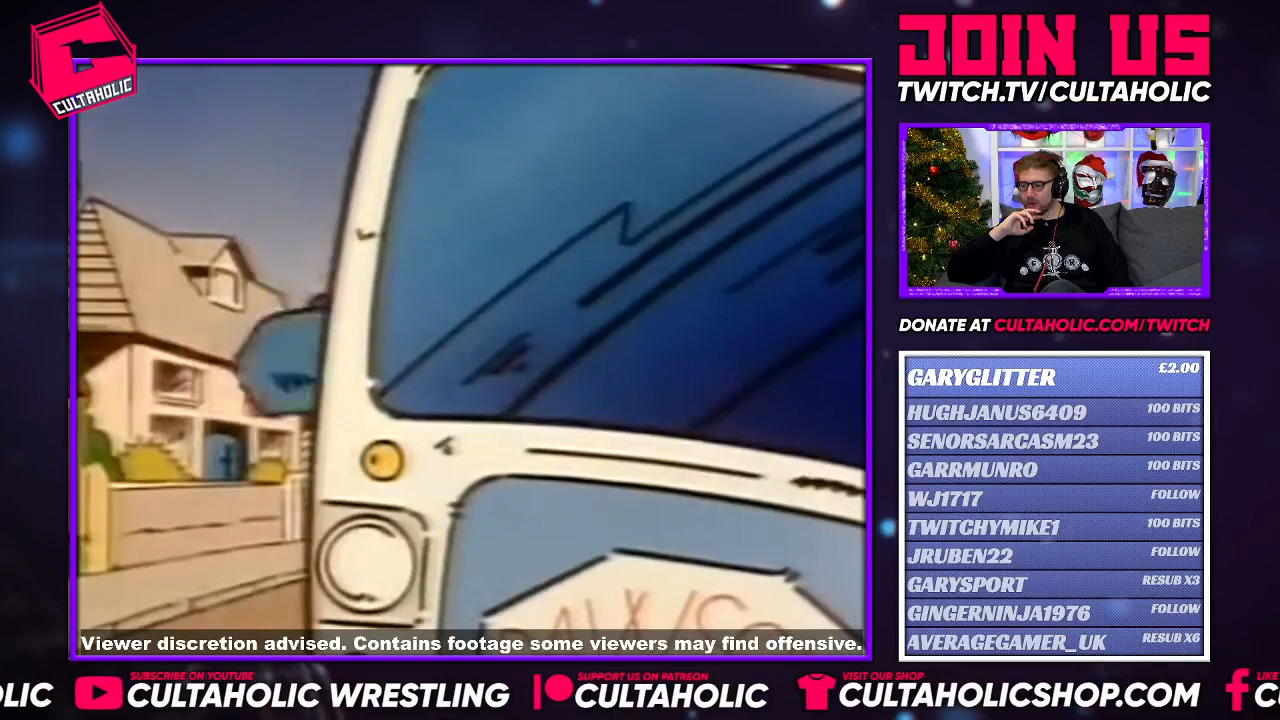 CULTAHOLIC
JOIN US
TWITCH.TV/CULTAHOLIC
DONATE AT CULTAHOLIC.COM/TWITCH
GARYGLITTER £2.00
HUGHJANUS6409 100 BITS
SENORSARCASM23 100 BITS
GARRMUNRO 100 BITS
WJ1717 FOLLOW
TWITCHYMIKE1 100 BITS
JRUBEN22 FOLLOW
GARYSPORT RESUB X3
GINGERNINJA1976 FOLLOW
AVERAGEGAMER_UK RESUB X6
Viewer discretion advised. Contains footage some viewers may find offensive.
OLIC
SUBSCRIBE ON YOUTUBE
CULTAHOLIC WRESTLING
SUPPORT US ON PATREON
CULTAHOLIC
VISIT OUR SHOP
CULTAHOLICSHOP.COM
LIKE
C